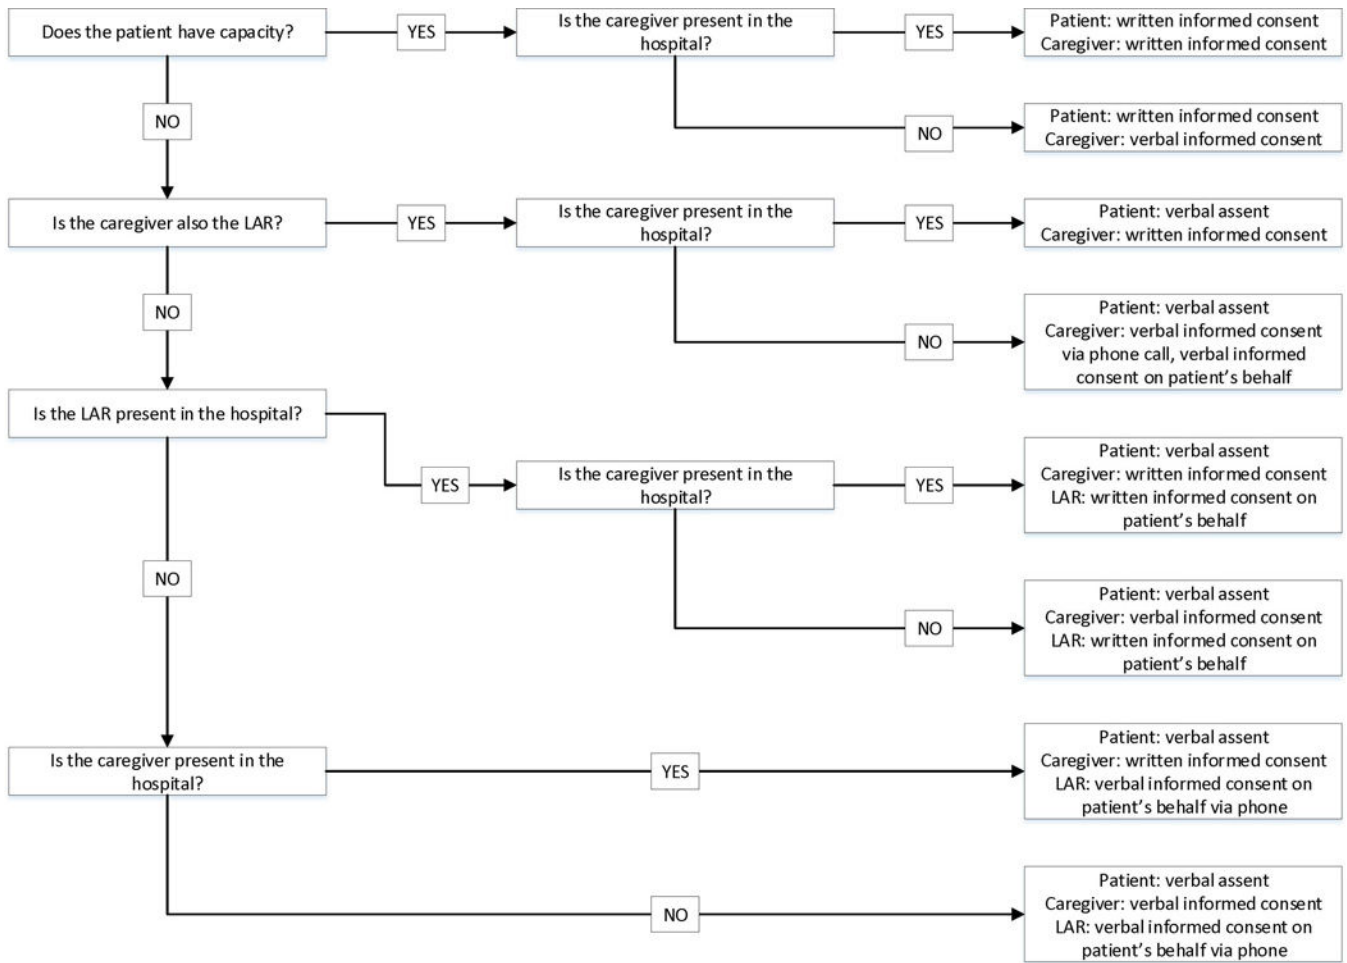 Does the patient have capacity?
YES
Is the caregiver present in the
hospital?
YES
Patient: written informed consent
Caregiver: written informed consent
NO
NO
Patient: written informed consent
Caregiver: verbal informed consent
Is the caregiver also the LAR?
YES
Is the caregiver present in the
hospital?
YES
Patient: verbal assent
Caregiver: written informed consent
NO
NO
Patient: verbal assent
Caregiver: verbal informed consent
via phone call, verbal informed
consent on patient’s behalf
Is the LAR present in the hospital?
YES
Is the caregiver present in the
hospital?
YES
Patient: verbal assent
Caregiver: written informed consent
LAR: written informed consent on
patient’s behalf
NO
NO
Patient: verbal assent
Caregiver: verbal informed consent
LAR: written informed consent on
patient’s behalf
Is the caregiver present in the
hospital?
YES
Patient: verbal assent
Caregiver: written informed consent
LAR: verbal informed consent on
patient’s behalf via phone
NO
Patient: verbal assent
Caregiver: verbal informed consent
LAR: verbal informed consent on
patient’s behalf via phone